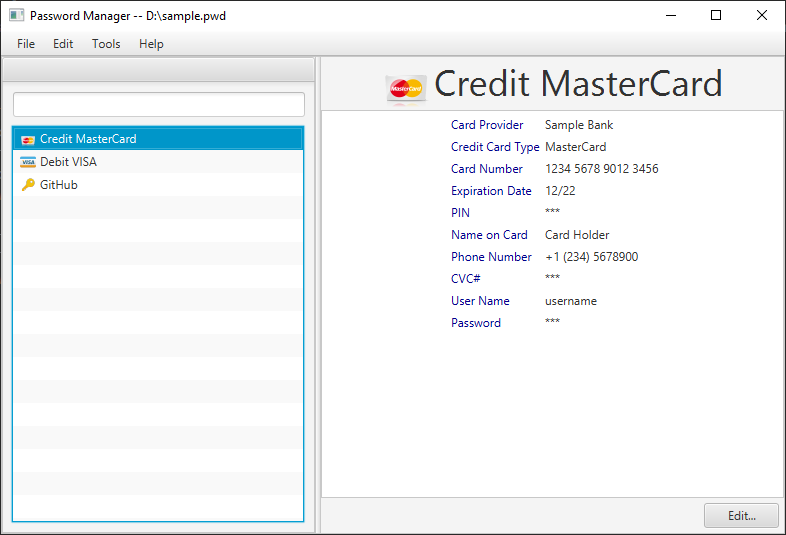 Password Manager -- D:\sample.pwd
File Edit Tools Help
Credit MasterCard
Debit VISA
GitHub
MasterCard Credit MasterCard
Card Provider Sample Bank
Credit Card Type MasterCard
Card Number 1234 5678 9012 3456
Expiration Date 12/22
PIN ***
Name on Card Card Holder
Phone Number +1 (234) 5678900
CVC# ***
User Name username
Password ***
Edit...